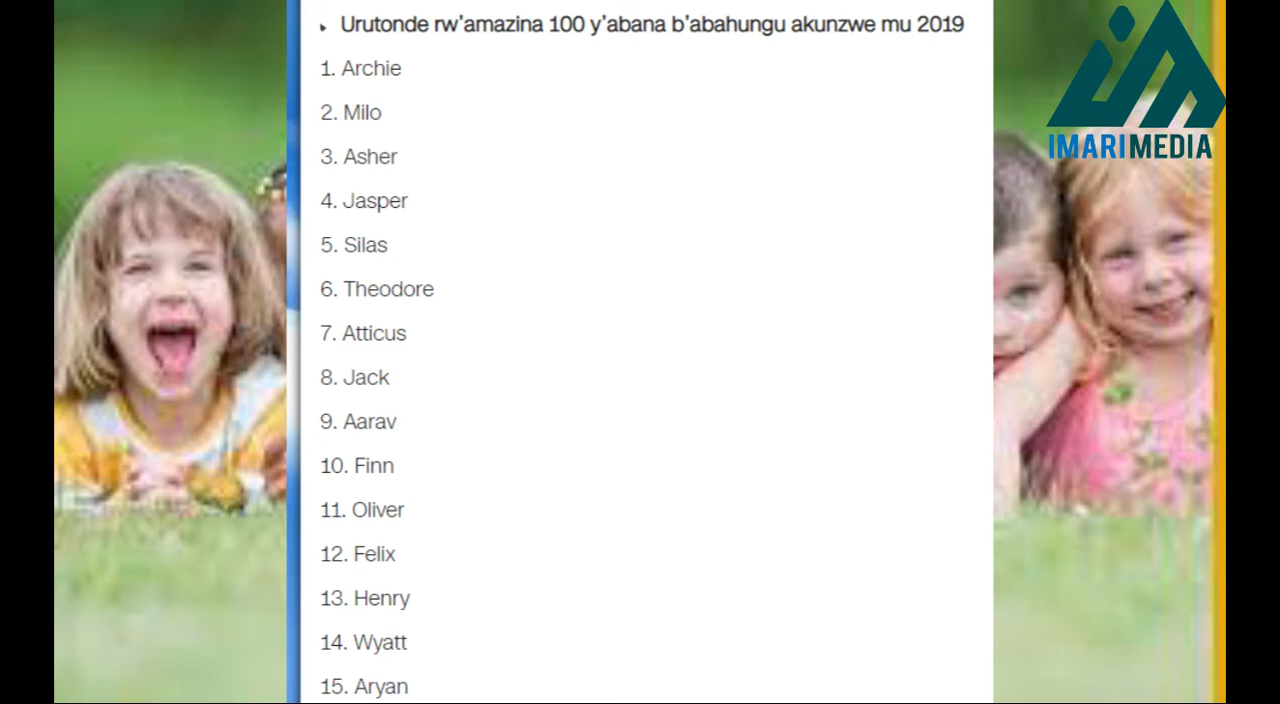 Urutonde rw'amazina 100 y'abana b'abahungu akunzwe mu 2019
1. Archie
2. Milo
3. Asher
4. Jasper
5. Silas
6. Theodore
7. Atticus
8. Jack
9. Aarav
10. Finn
11. Oliver
12. Felix
13. Henry
14. Wyatt
15. Aryan
IMARIMEDIA